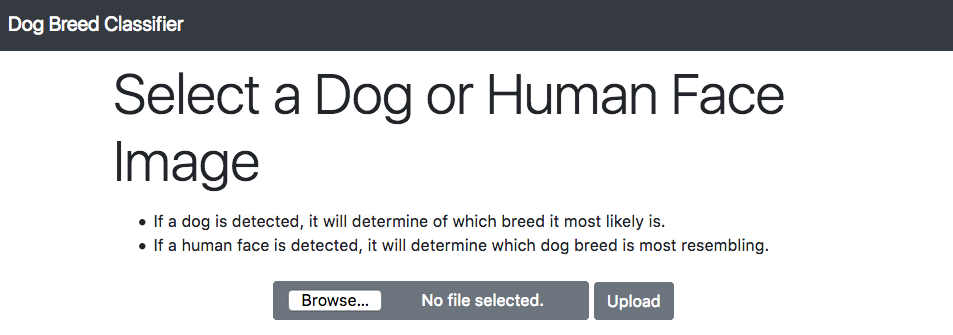 Dog Breed Classifier
Select a Dog or Human Face
Image
• If a dog is detected, it will determine of which breed it most likely is.
• If a human face is detected, it will determine which dog breed is most resembling.
Browse... No file selected. Upload